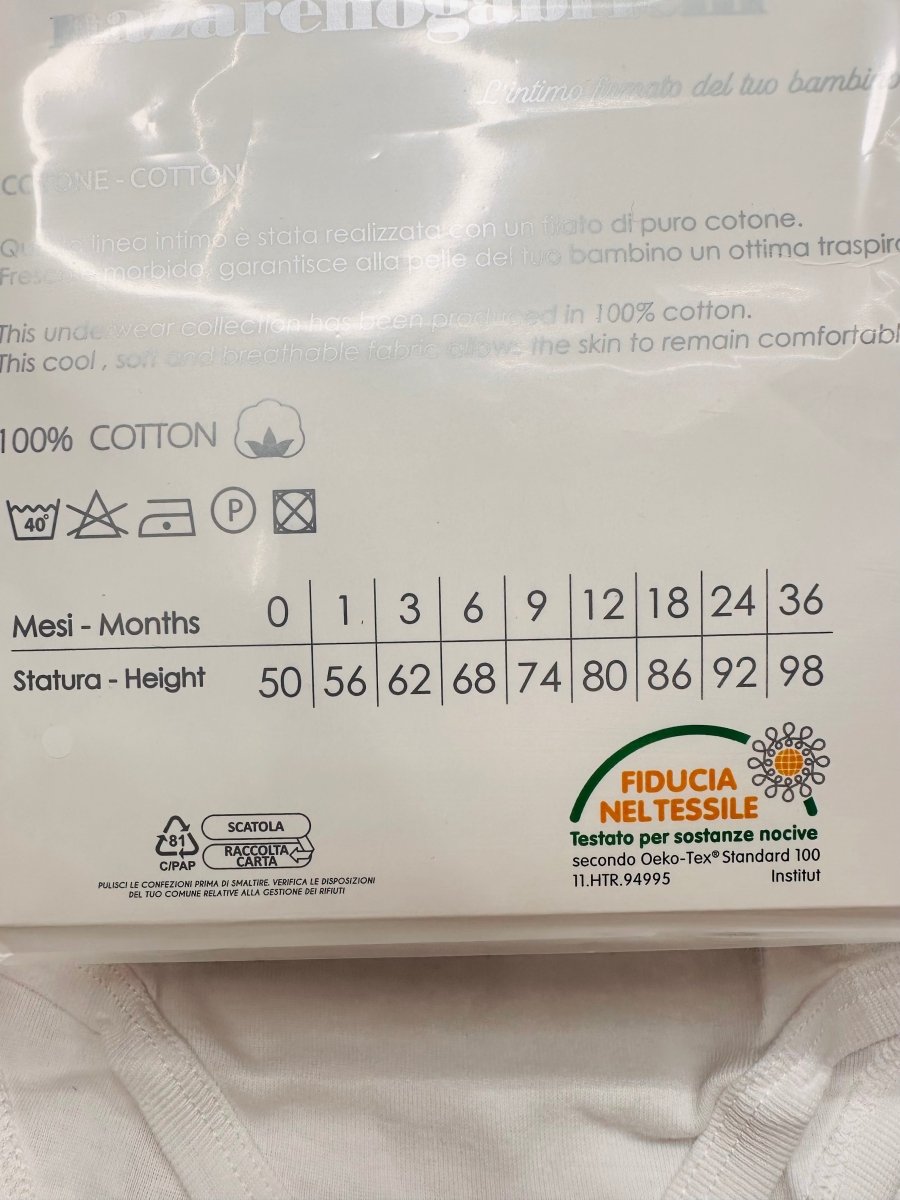 nazarenogabrielli
L'intimo firmato del tuo bambino
COTONE - COTTON
Questa linea intimo è stata realizzata con un filato di puro cotone.
Fresco e morbido, garantisce alla pelle del tuo bambino un ottima traspir
This underwear collection has been produced in 100% cotton.
This cool , soft and breathable fabric allows the skin to remain comfortabl
100% COTTON
40° P
Mesi - Months 0 1 3 6 9 12 18 24 36
Statura - Height 50 56 62 68 74 80 86 92 98
FIDUCIA
NEL TESSILE
Testato per sostanze nocive
secondo Oeko-Tex® Standard 100
11.HTR.94995 Institut
81
C/PAP
SCATOLA
RACCOLTA
CARTA
PULISCI LE CONFEZIONI PRIMA DI SMALTIRE. VERIFICA LE DISPOSIZIONI
DEL TUO COMUNE RELATIVE ALLA GESTIONE DEI RIFIUTI